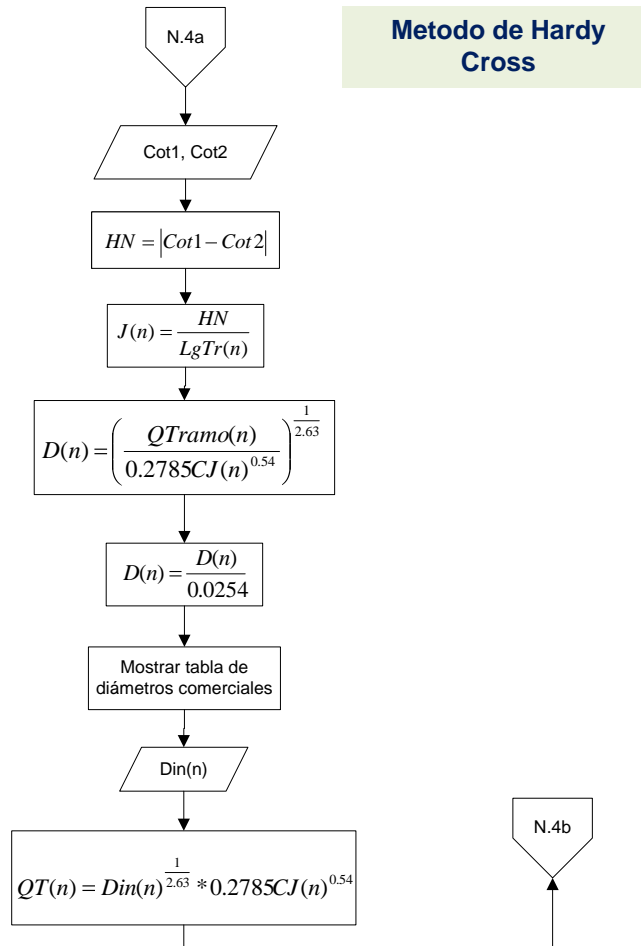 Metodo de Hardy
Cross
N.4a
Cot1, Cot2
HN = |Cot1 − Cot2|
J(n) = HN / LgTr(n)
D(n) = (QTramo(n) / 0.2785CJ(n)^0.54)^(1/2.63)
D(n) = D(n) / 0.0254
Mostrar tabla de
diámetros comerciales
Din(n)
N.4b
QT(n) = Din(n)^(1/2.63) * 0.2785CJ(n)^0.54